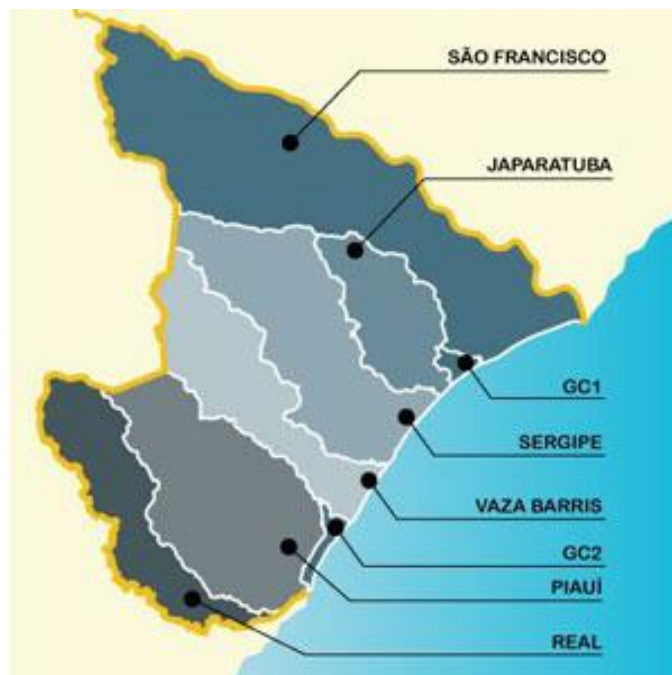 SÃO FRANCISCO
JAPARATUBA
GC1
SERGIPE
VAZA BARRIS
GC2
PIAUÍ
REAL